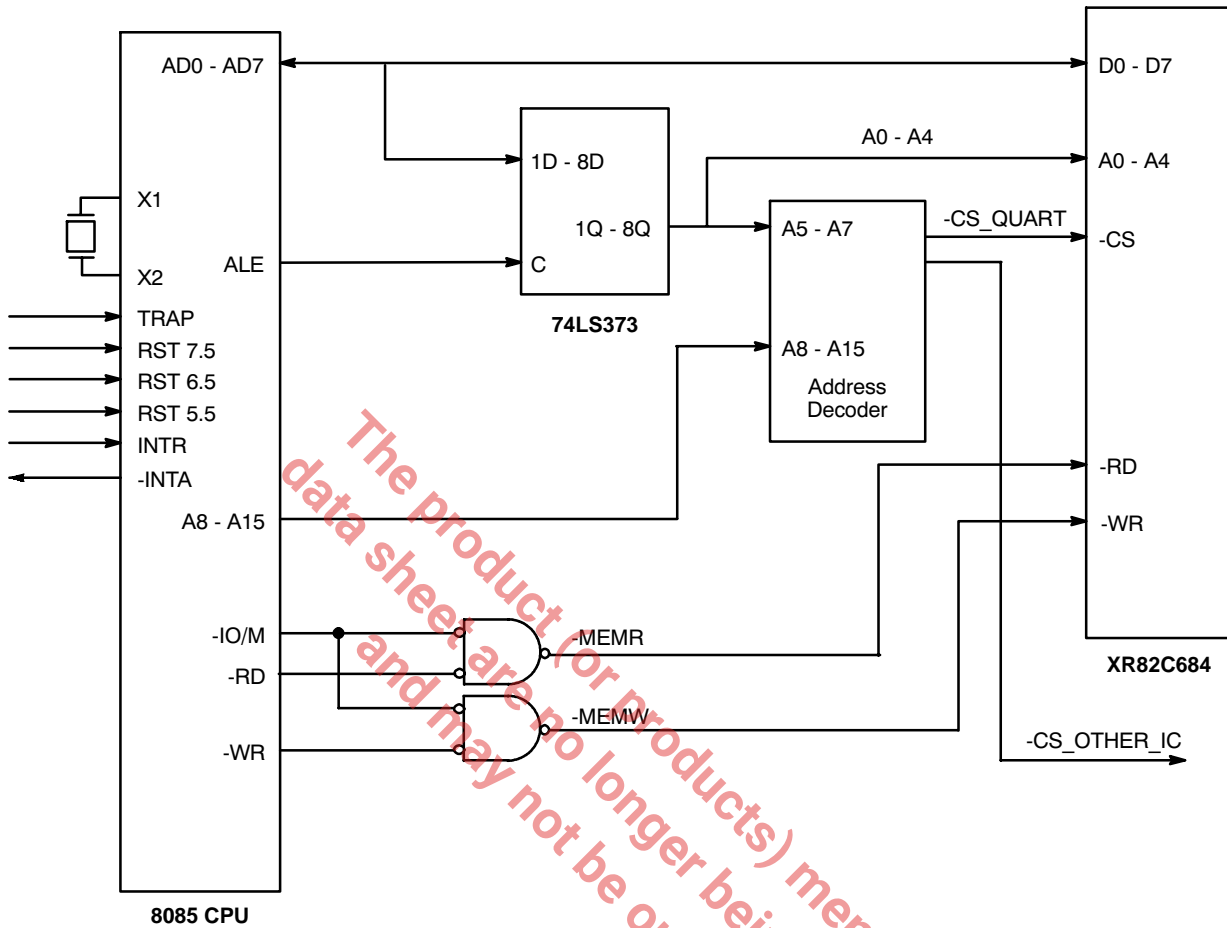 AD0 - AD7
D0 - D7
1D - 8D
A0 - A4
A0 - A4
X1
1Q - 8Q
A5 - A7
-CS_QUART
-CS
X2
ALE
C
74LS373
TRAP
RST 7.5
A8 - A15
RST 6.5
Address
Decoder
RST 5.5
INTR
-INTA
-RD
A8 - A15
-WR
-IO/M
-MEMR
-RD
XR82C684
-MEMW
-WR
-CS_OTHER_IC
8085 CPU
The product (or products) men
data sheet are no longer bei
and may not be